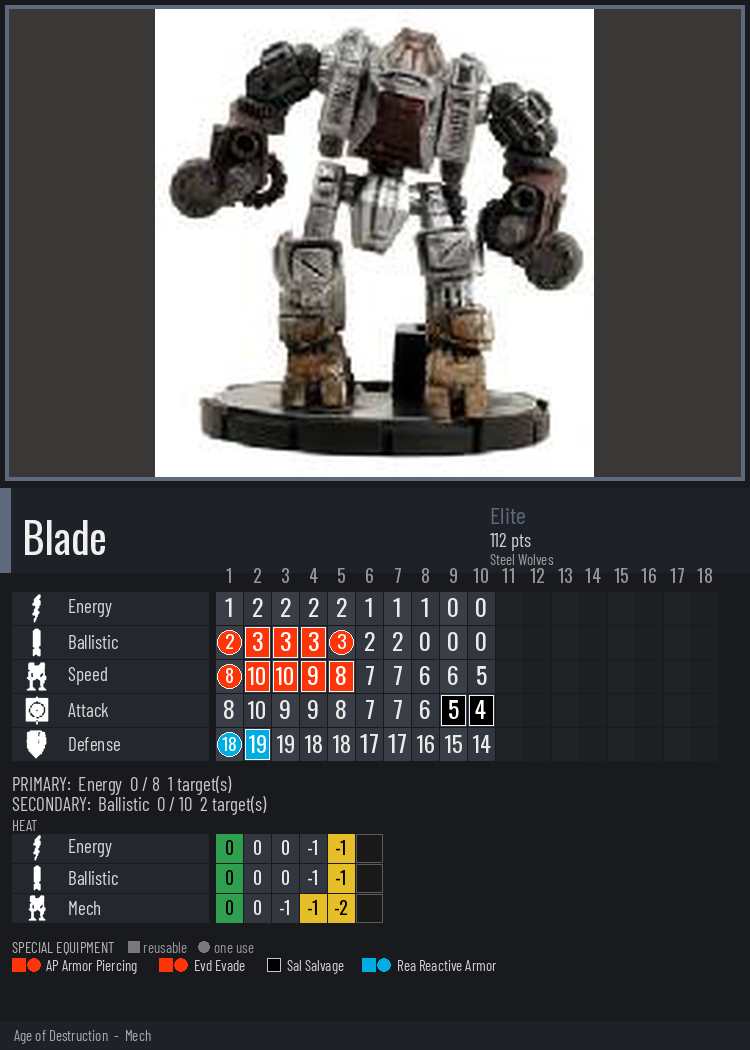 Blade
Elite
112 pts
Steel Wolves
1 2 3 4 5 6 7 8 9 10 11 12 13 14 15 16 17 18
Energy 1 2 2 2 2 1 1 1 0 0
Ballistic 2 3 3 3 3 2 2 0 0 0
Speed 8 10 10 9 8 7 7 6 6 5
Attack 8 10 9 9 8 7 7 6 5 4
Defense 18 19 19 18 18 17 17 16 15 14
PRIMARY: Energy 0 / 8 1 target(s)
SECONDARY: Ballistic 0 / 10 2 target(s)
HEAT
Energy 0 0 0 -1 -1
Ballistic 0 0 0 -1 -1
Mech 0 0 -1 -1 -2
SPECIAL EQUIPMENT reusable one use
AP Armor Piercing Evd Evade Sal Salvage Rea Reactive Armor
Age of Destruction - Mech